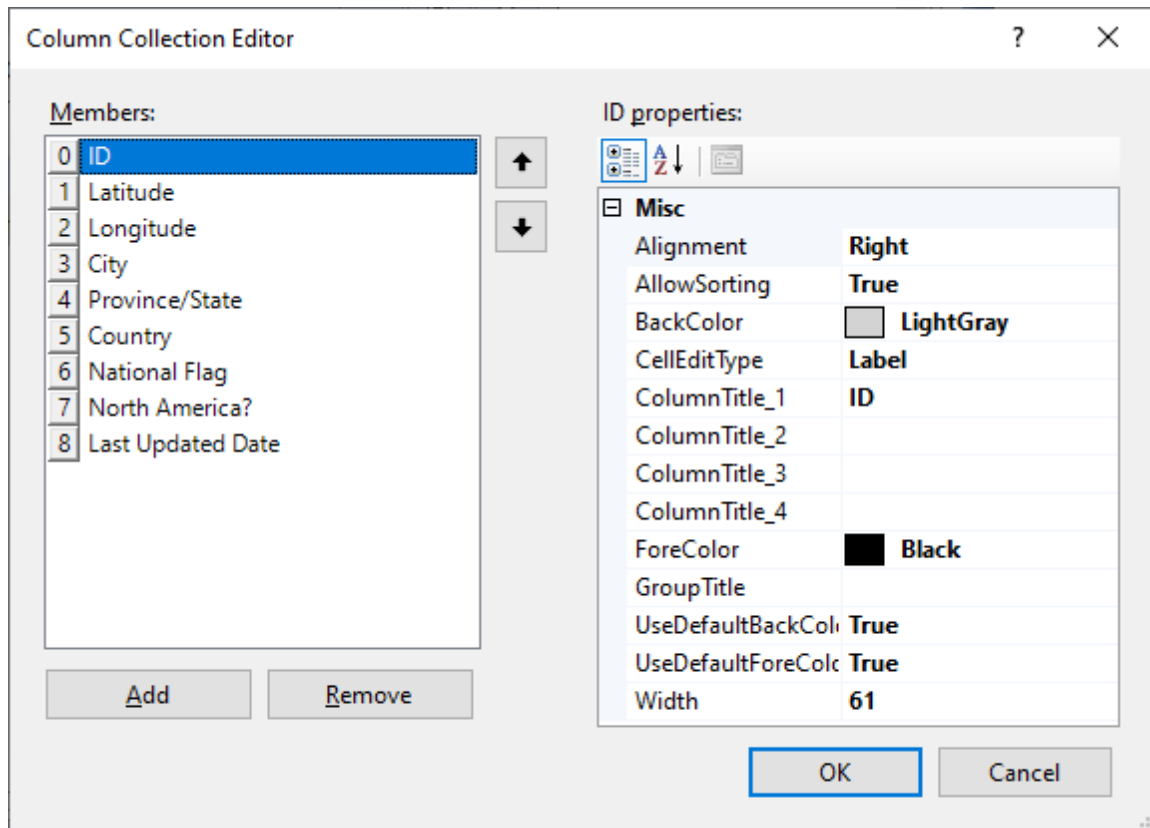 Column Collection Editor ?
Members:
0 ID
1 Latitude
2 Longitude
3 City
4 Province/State
5 Country
6 National Flag
7 North America?
8 Last Updated Date
Add Remove
ID properties:
A Z
Misc
Alignment Right
AllowSorting True
BackColor LightGray
CellEditType Label
ColumnTitle_1 ID
ColumnTitle_2
ColumnTitle_3
ColumnTitle_4
ForeColor Black
GroupTitle
UseDefaultBackCol True
UseDefaultForeColo True
Width 61
OK Cancel